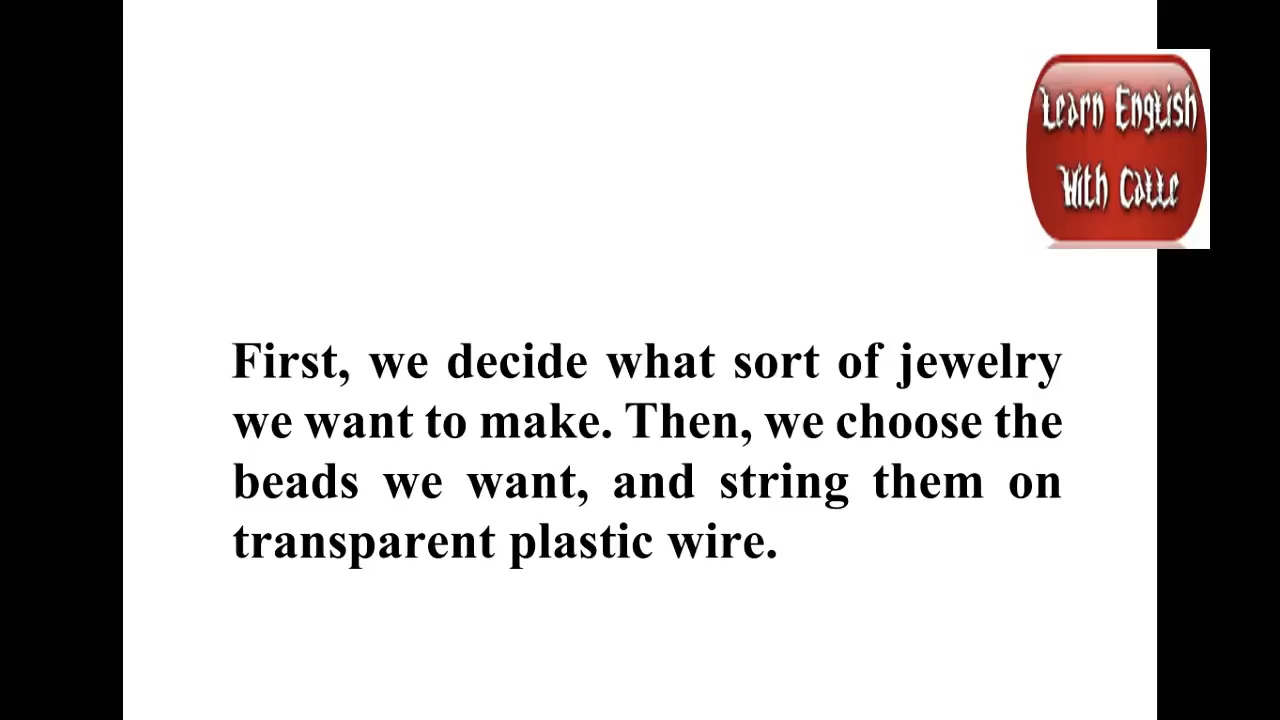 Learn English
With Catte
First, we decide what sort of jewelry
we want to make. Then, we choose the
beads we want, and string them on
transparent plastic wire.